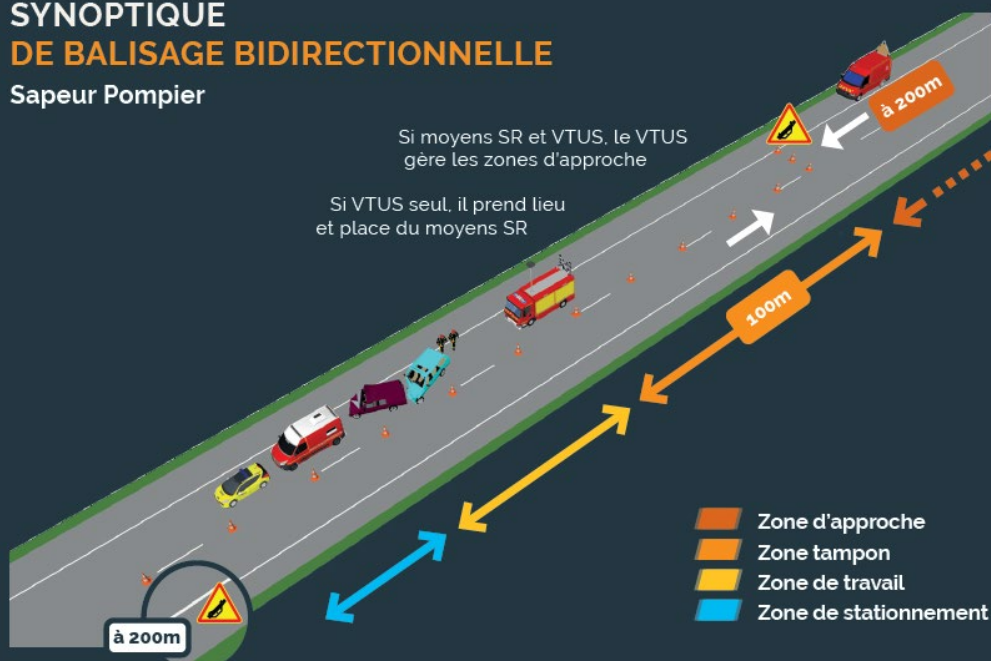 SYNOPTIQUE
DE BALISAGE BIDIRECTIONNELLE
Sapeur Pompier
à 200m
Si moyens SR et VTUS, le VTUS
gère les zones d'approche
Si VTUS seul, il prend lieu
et place du moyens SR
100m
Zone d'approche
Zone tampon
Zone de travail
Zone de stationnement
à 200m